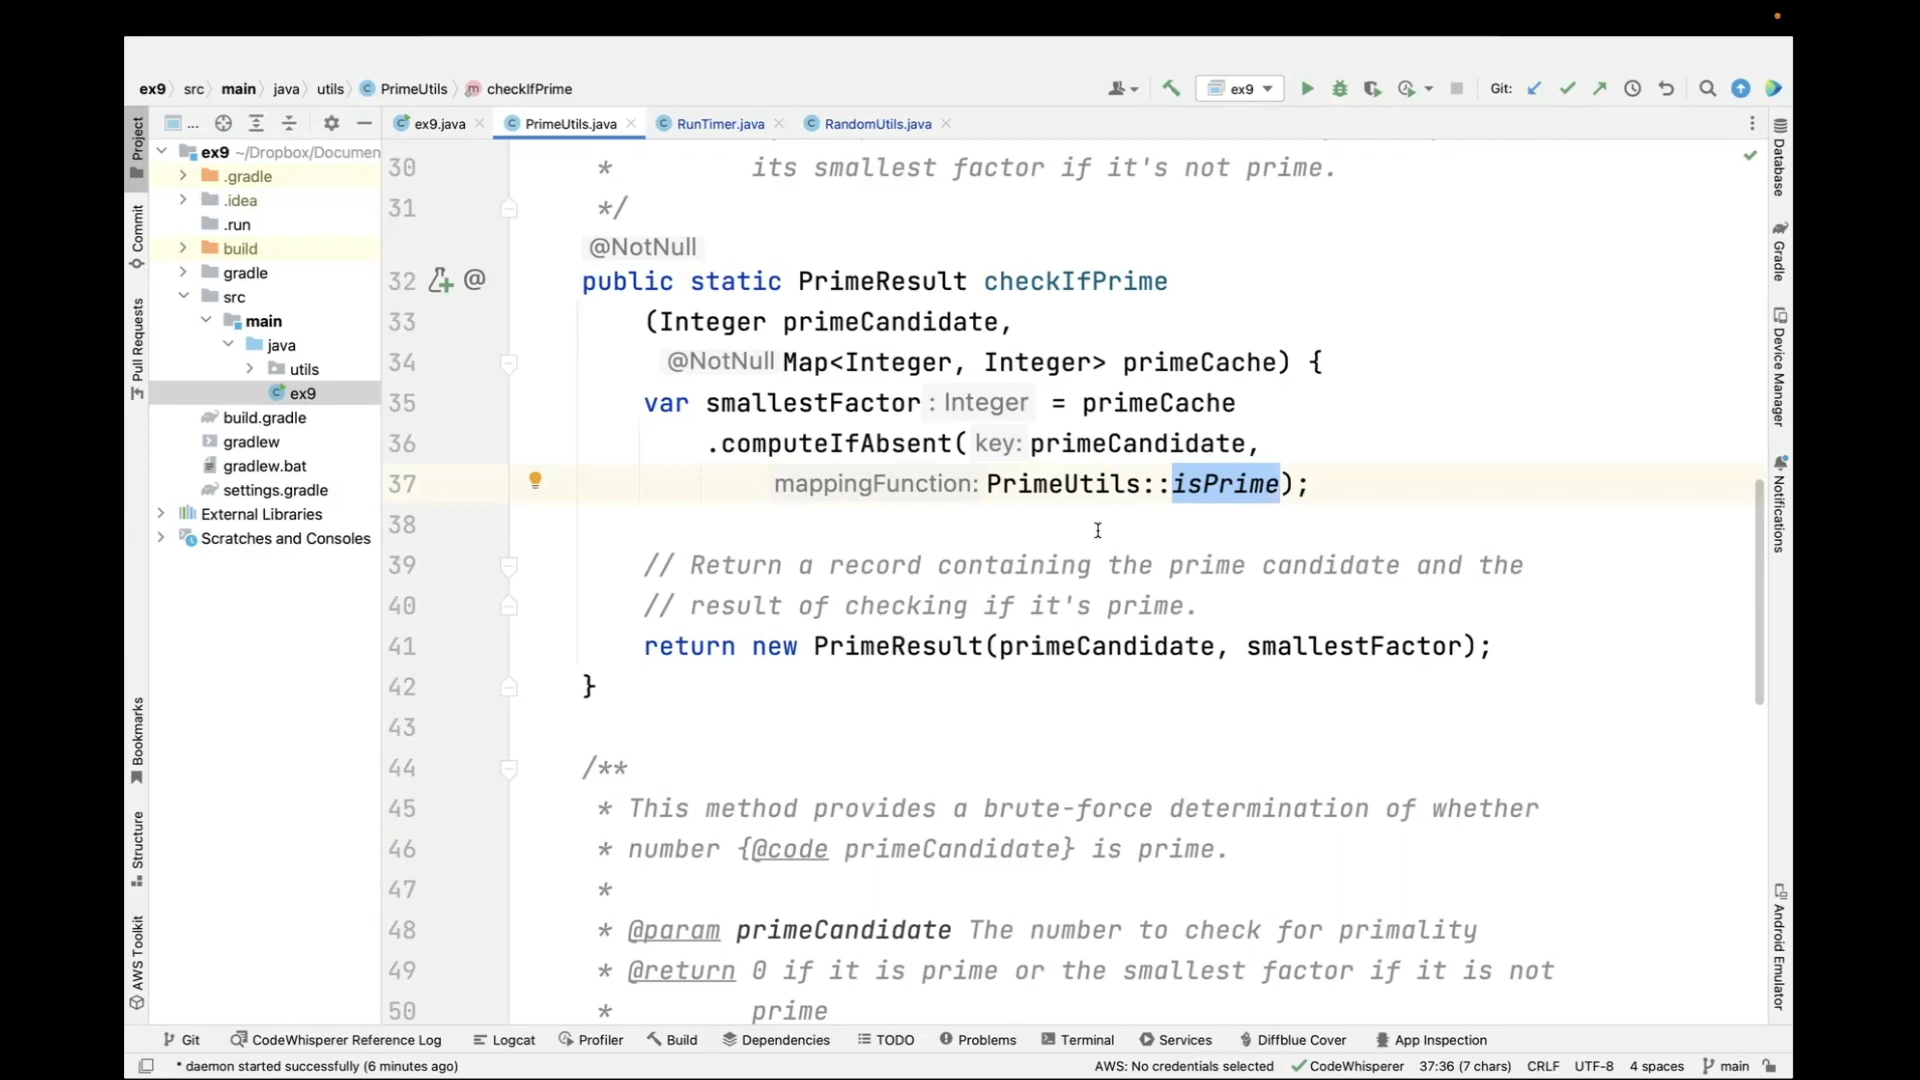 ex9 〉 src 〉 main 〉 java 〉 utils 〉 PrimeUtils 〉 checkIfPrime
ex9
Git:
...
ex9.java
PrimeUtils.java
RunTimer.java
RandomUtils.java
Project
Commit
Pull Requests
Bookmarks
Structure
AWS Toolkit
ex9 ~/Dropbox/Documen
.gradle
.idea
.run
build
gradle
src
main
java
utils
ex9
build.gradle
gradlew
gradlew.bat
settings.gradle
External Libraries
Scratches and Consoles
30 * its smallest factor if it's not prime.
31 */
@NotNull
32 @ public static PrimeResult checkIfPrime
33 (Integer primeCandidate,
34 @NotNull Map<Integer, Integer> primeCache) {
35 var smallestFactor : Integer = primeCache
36 .computeIfAbsent( key: primeCandidate,
37 mappingFunction: PrimeUtils::isPrime);
38
39 // Return a record containing the prime candidate and the
40 // result of checking if it's prime.
41 return new PrimeResult(primeCandidate, smallestFactor);
42 }
43
44 /**
45 * This method provides a brute-force determination of whether
46 * number {@code primeCandidate} is prime.
47 *
48 * @param primeCandidate The number to check for primality
49 * @return 0 if it is prime or the smallest factor if it is not
50 * prime
Database
Gradle
Device Manager
Notifications
Android Emulator
Git CodeWhisperer Reference Log Logcat Profiler Build Dependencies TODO Problems Terminal Services Diffblue Cover App Inspection
* daemon started successfully (6 minutes ago) AWS: No credentials selected CodeWhisperer 37:36 (7 chars) CRLF UTF-8 4 spaces main